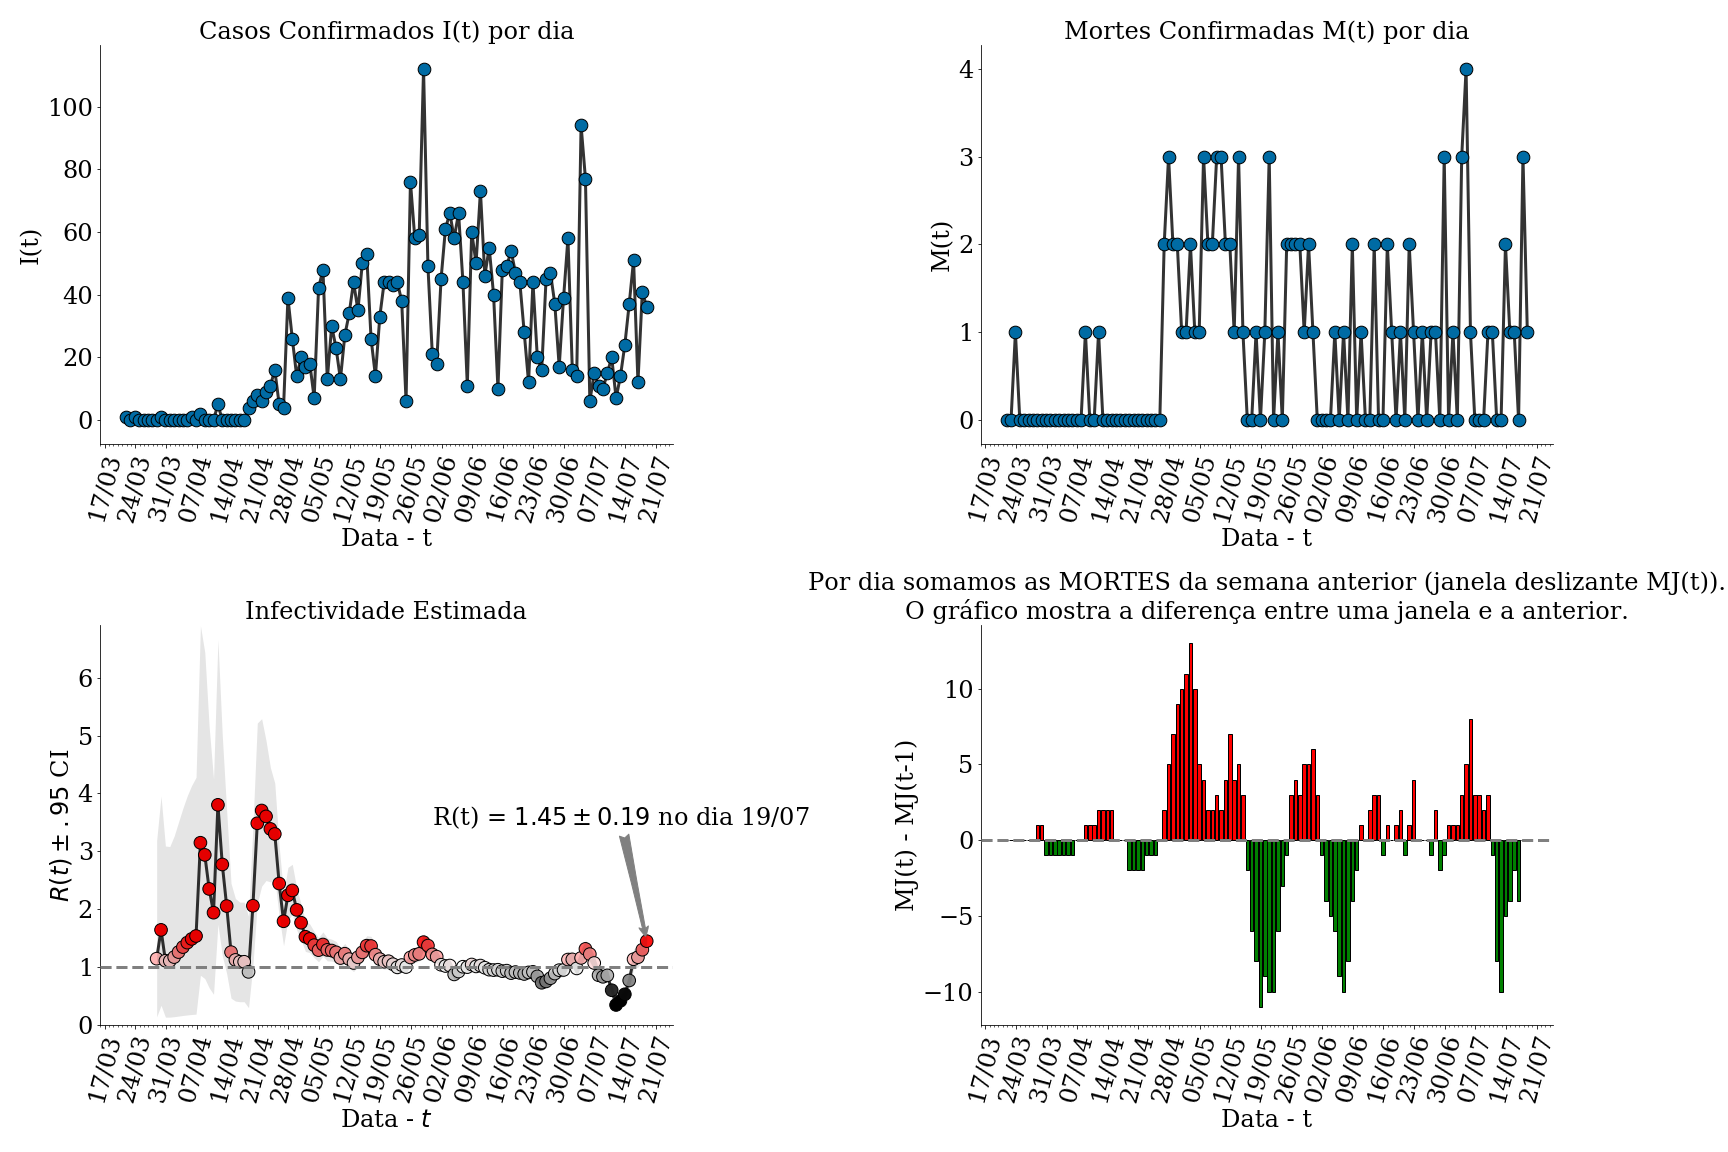 Casos Confirmados I(t) por dia
I(t)
100
80
60
40
20
0
17/03 24/03 31/03 07/04 14/04 21/04 28/04 05/05 12/05 19/05 26/05 02/06 09/06 16/06 23/06 30/06 07/07 14/07 21/07
Data - t
Mortes Confirmadas M(t) por dia
M(t)
4
3
2
1
0
17/03 24/03 31/03 07/04 14/04 21/04 28/04 05/05 12/05 19/05 26/05 02/06 09/06 16/06 23/06 30/06 07/07 14/07 21/07
Data - t
Infectividade Estimada
R(t) ± .95 CI
6
5
4
3
2
1
0
R(t) = 1.45 ± 0.19 no dia 19/07
17/03 24/03 31/03 07/04 14/04 21/04 28/04 05/05 12/05 19/05 26/05 02/06 09/06 16/06 23/06 30/06 07/07 14/07 21/07
Data - t
Por dia somamos as MORTES da semana anterior (janela deslizante MJ(t)).
O gráfico mostra a diferença entre uma janela e a anterior.
MJ(t) - MJ(t-1)
10
5
0
−5
−10
17/03 24/03 31/03 07/04 14/04 21/04 28/04 05/05 12/05 19/05 26/05 02/06 09/06 16/06 23/06 30/06 07/07 14/07 21/07
Data - t